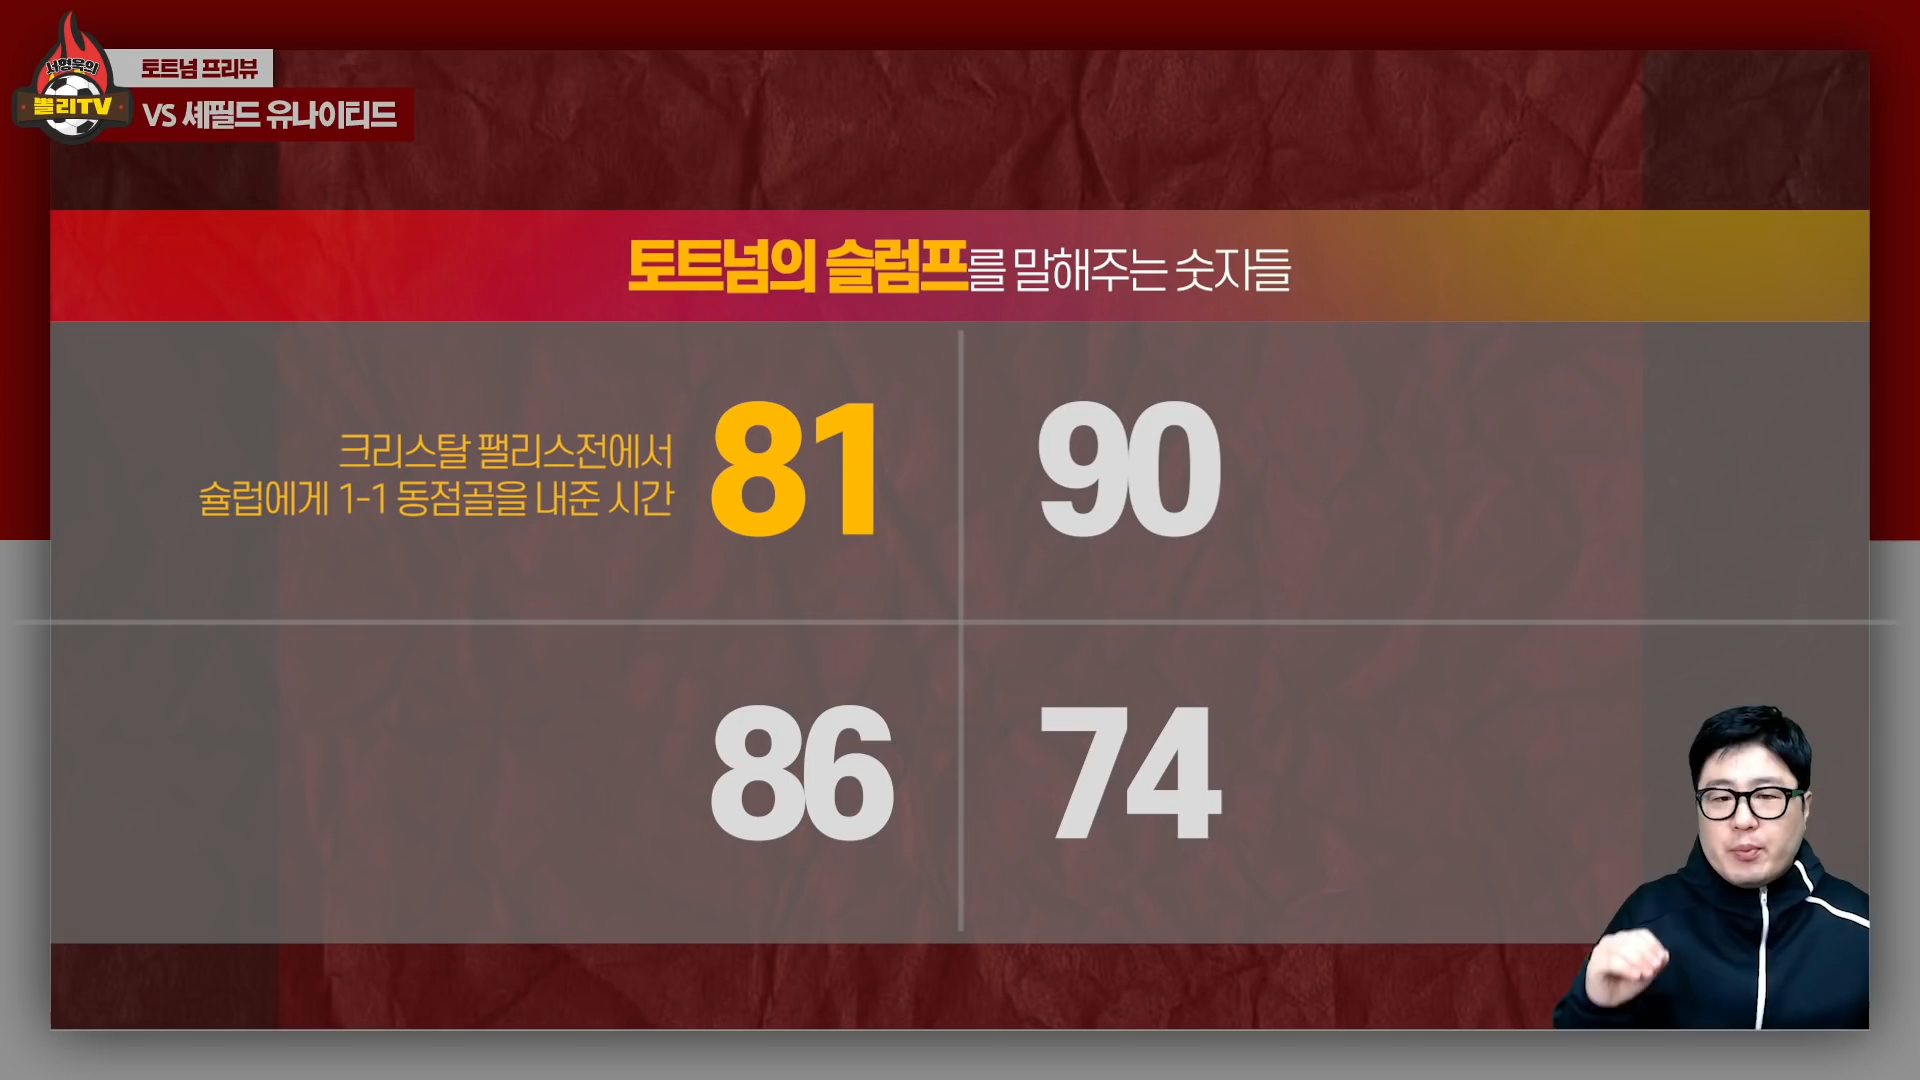 서형욱의
뽈리TV
토트넘 프리뷰
VS 셰필드 유나이티드
토트넘의 슬럼프를 말해주는 숫자들
크리스탈 팰리스전에서
슐럽에게 1-1 동점골을 내준 시간
81
90
86
74